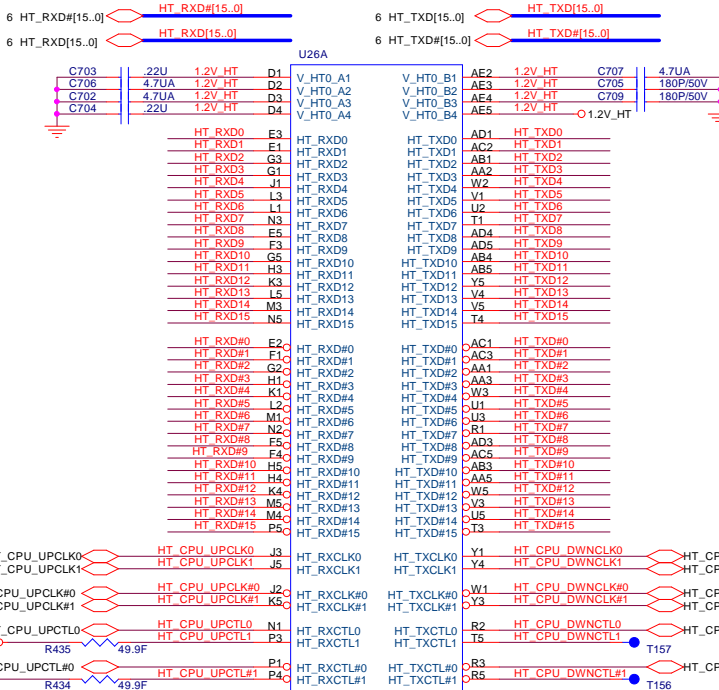 6 HT_RXD#[15..0] HT_RXD#[15..0] 6 HT_TXD[15..0] HT_TXD[15..0]
6 HT_RXD[15..0] HT_RXD[15..0] 6 HT_TXD#[15..0] HT_TXD#[15..0]
U26A
C703 .22U 1.2V_HT D1 V_HT0_A1 V_HT0_B1 AE2 1.2V_HT C707 4.7UA
C706 4.7UA 1.2V_HT D2 V_HT0_A2 V_HT0_B2 AE3 1.2V_HT C705 180P/50V
C702 4.7UA 1.2V_HT D3 V_HT0_A3 V_HT0_B3 AE4 1.2V_HT C709 180P/50V
C704 .22U 1.2V_HT D4 V_HT0_A4 V_HT0_B4 AE5 1.2V_HT 1.2V_HT
HT_RXD0 E3 HT_RXD0 HT_TXD0 AD1 HT_TXD0
HT_RXD1 E1 HT_RXD1 HT_TXD1 AC2 HT_TXD1
HT_RXD2 G3 HT_RXD2 HT_TXD2 AB1 HT_TXD2
HT_RXD3 G1 HT_RXD3 HT_TXD3 AA2 HT_TXD3
HT_RXD4 J1 HT_RXD4 HT_TXD4 W2 HT_TXD4
HT_RXD5 L3 HT_RXD5 HT_TXD5 V1 HT_TXD5
HT_RXD6 L1 HT_RXD6 HT_TXD6 U2 HT_TXD6
HT_RXD7 N3 HT_RXD7 HT_TXD7 T1 HT_TXD7
HT_RXD8 E5 HT_RXD8 HT_TXD8 AD4 HT_TXD8
HT_RXD9 F3 HT_RXD9 HT_TXD9 AD5 HT_TXD9
HT_RXD10 G5 HT_RXD10 HT_TXD10 AB4 HT_TXD10
HT_RXD11 H3 HT_RXD11 HT_TXD11 AB5 HT_TXD11
HT_RXD12 K3 HT_RXD12 HT_TXD12 Y5 HT_TXD12
HT_RXD13 L5 HT_RXD13 HT_TXD13 V4 HT_TXD13
HT_RXD14 M3 HT_RXD14 HT_TXD14 V5 HT_TXD14
HT_RXD15 N5 HT_RXD15 HT_TXD15 T4 HT_TXD15
HT_RXD#0 E2 HT_RXD#0 HT_TXD#0 AC1 HT_TXD#0
HT_RXD#1 F1 HT_RXD#1 HT_TXD#1 AC3 HT_TXD#1
HT_RXD#2 G2 HT_RXD#2 HT_TXD#2 AA1 HT_TXD#2
HT_RXD#3 H1 HT_RXD#3 HT_TXD#3 AA3 HT_TXD#3
HT_RXD#4 K1 HT_RXD#4 HT_TXD#4 W3 HT_TXD#4
HT_RXD#5 L2 HT_RXD#5 HT_TXD#5 U1 HT_TXD#5
HT_RXD#6 M1 HT_RXD#6 HT_TXD#6 U3 HT_TXD#6
HT_RXD#7 N2 HT_RXD#7 HT_TXD#7 R1 HT_TXD#7
HT_RXD#8 F5 HT_RXD#8 HT_TXD#8 AD3 HT_TXD#8
HT_RXD#9 F4 HT_RXD#9 HT_TXD#9 AC5 HT_TXD#9
HT_RXD#10 H5 HT_RXD#10 HT_TXD#10 AB3 HT_TXD#10
HT_RXD#11 H4 HT_RXD#11 HT_TXD#11 AA5 HT_TXD#11
HT_RXD#12 K4 HT_RXD#12 HT_TXD#12 W5 HT_TXD#12
HT_RXD#13 M5 HT_RXD#13 HT_TXD#13 V3 HT_TXD#13
HT_RXD#14 M4 HT_RXD#14 HT_TXD#14 U5 HT_TXD#14
HT_RXD#15 P5 HT_RXD#15 HT_TXD#15 T3 HT_TXD#15
_CPU_UPCLK0 HT_CPU_UPCLK0 J3 HT_RXCLK0 HT_TXCLK0 Y1 HT_CPU_DWNCLK0 HT_CP
_CPU_UPCLK1 HT_CPU_UPCLK1 J5 HT_RXCLK1 HT_TXCLK1 Y4 HT_CPU_DWNCLK1 HT_CP
CPU_UPCLK#0 HT_CPU_UPCLK#0 J2 HT_RXCLK#0 HT_TXCLK#0 W1 HT_CPU_DWNCLK#0 HT_CP
CPU_UPCLK#1 HT_CPU_UPCLK#1 K5 HT_RXCLK#1 HT_TXCLK#1 Y3 HT_CPU_DWNCLK#1 HT_CP
_CPU_UPCTL0 HT_CPU_UPCTL0 N1 HT_RXCTL0 HT_TXCTL0 R2 HT_CPU_DWNCTL0 HT_CP
HT_CPU_UPCTL1 P3 HT_RXCTL1 HT_TXCTL1 T5 HT_CPU_DWNCTL1
R435 49.9F T157
CPU_UPCTL#0 P1 HT_RXCTL#0 HT_TXCTL#0 R3 HT_CP
HT_CPU_UPCTL#1 P4 HT_RXCTL#1 HT_TXCTL#1 R5 HT_CPU_DWNCTL#1
R434 49.9F T156